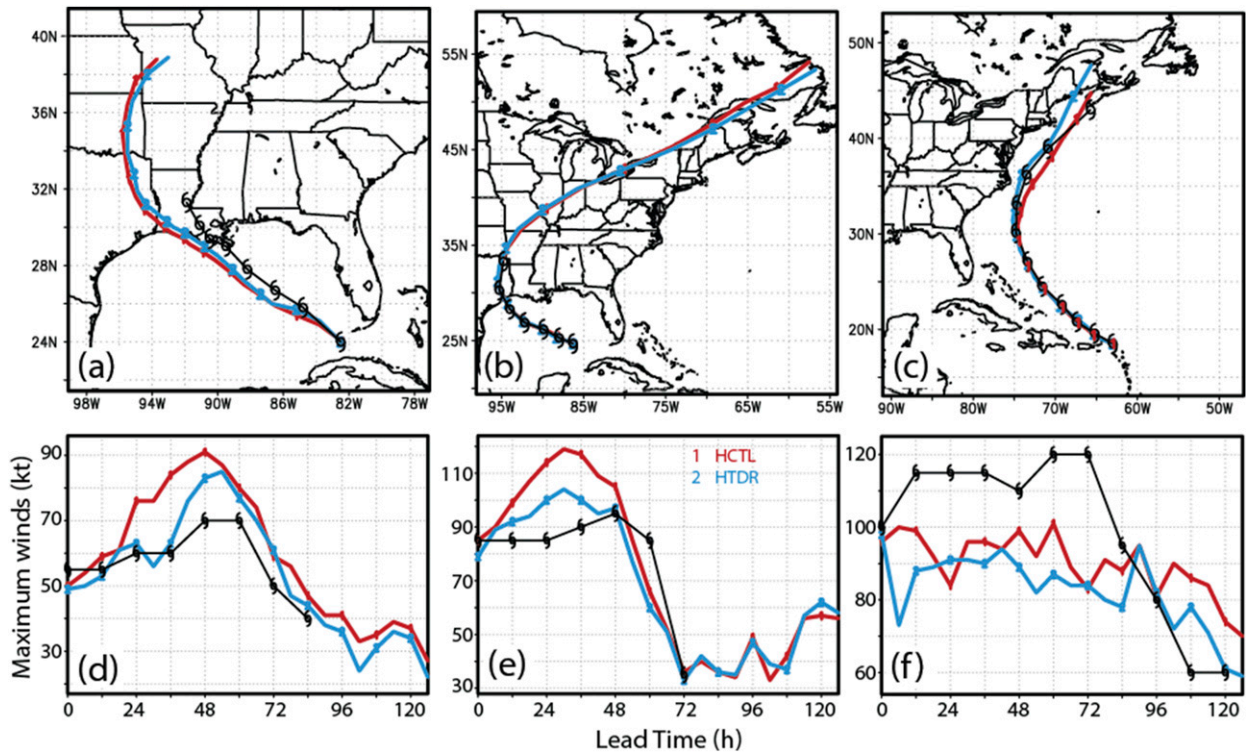 40N
36N
32N
28N
24N
(a)
98W 94W 90W 86W 82W 78W
55N
45N
35N
25N
(b)
95W 85W 75W 65W 55W
50N
40N
30N
20N
(c)
90W 80W 70W 60W 50W
Maximum winds (kt)
90
70
50
30
(d)
0 24 48 72 96 120
110
90
70
50
30
1 HCTL
2 HTDR
(e)
0 24 48 72 96 120
120
100
80
60
(f)
0 24 48 72 96 120
Lead Time (h)